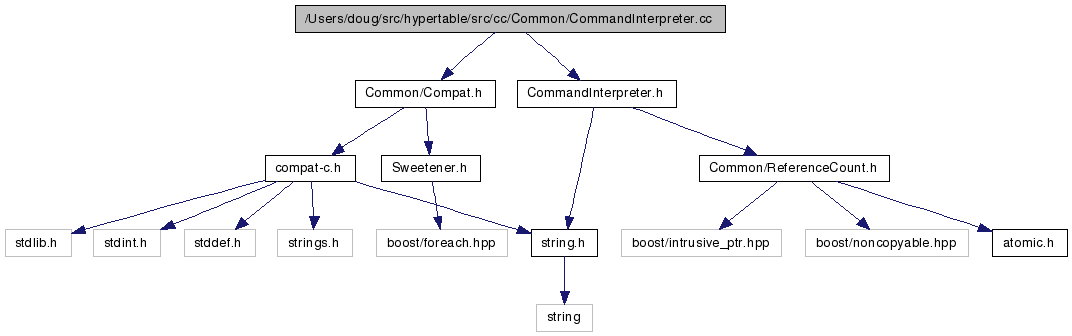 /Users/doug/src/hypertable/src/cc/Common/CommandInterpreter.cc
Common/Compat.h
CommandInterpreter.h
compat-c.h
Sweetener.h
Common/ReferenceCount.h
stdlib.h
stdint.h
stddef.h
strings.h
boost/foreach.hpp
string.h
boost/intrusive_ptr.hpp
boost/noncopyable.hpp
atomic.h
string